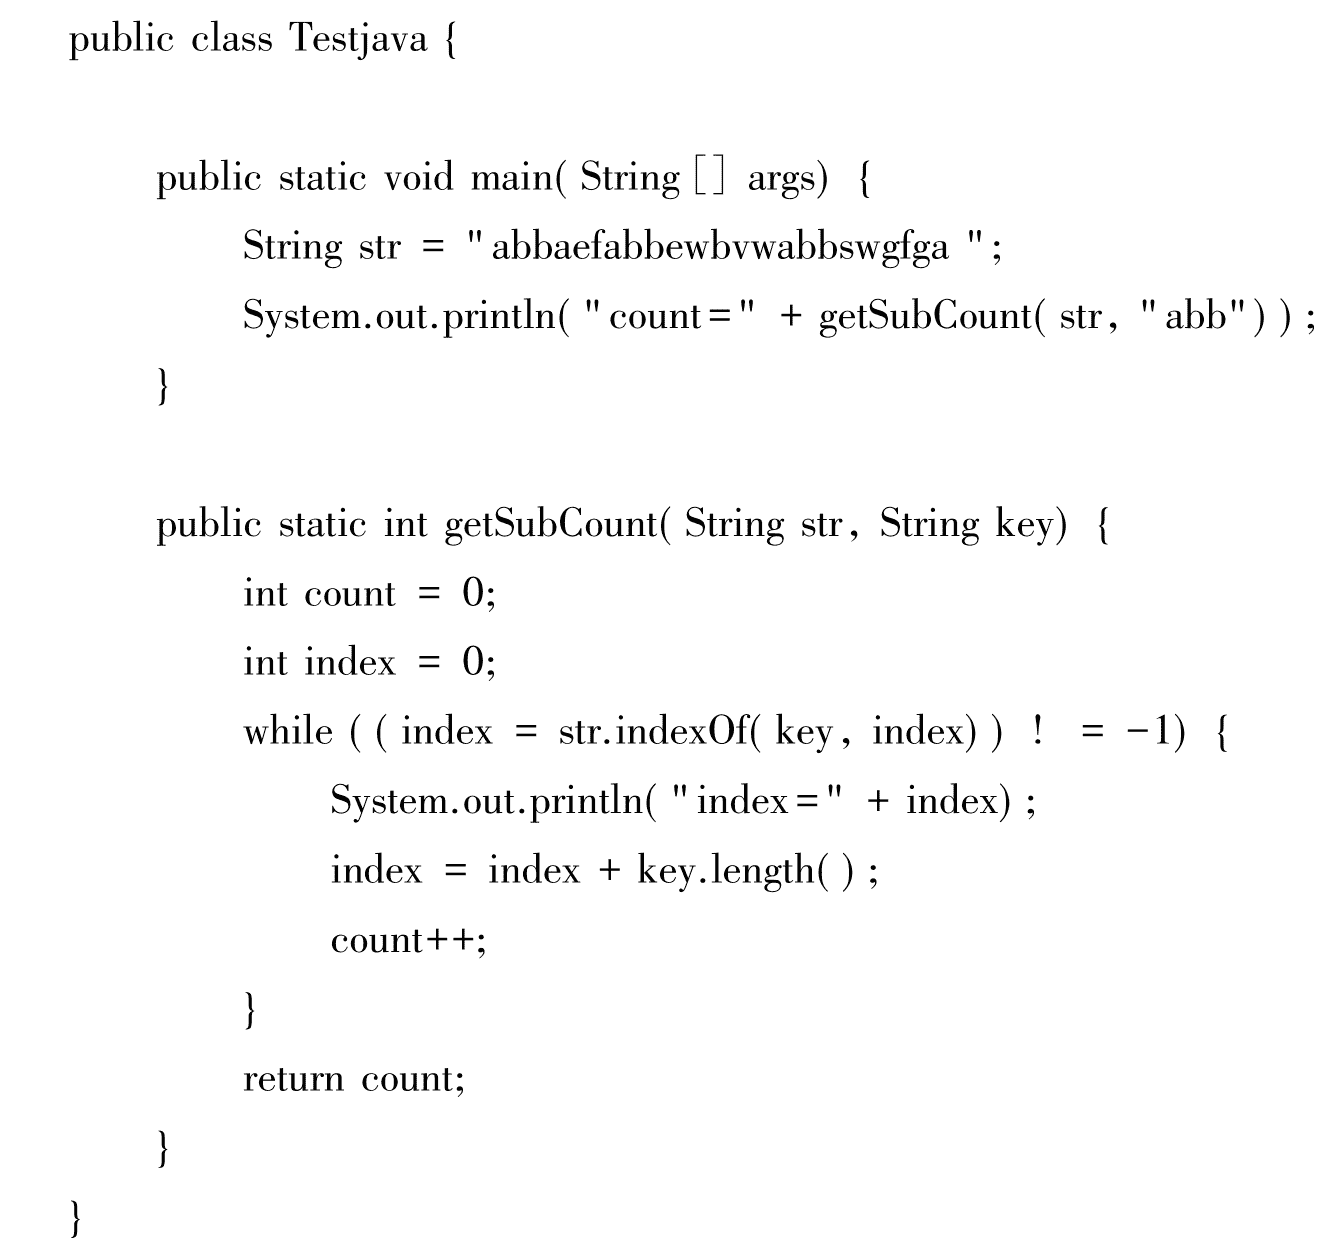 public class Testjava {
public static void main( String [] args) {
String str = "abbaefabbewbvwabbswgfga ";
System.out.println( "count=" + getSubCount( str, "abb") ) ;
}
public static int getSubCount( String str, String key) {
int count = 0;
int index = 0;
while ( ( index = str.indexOf( key, index) ) ! = -1) {
System.out.println( "index=" + index) ;
index = index + key.length( ) ;
count++;
}
return count;
}
}